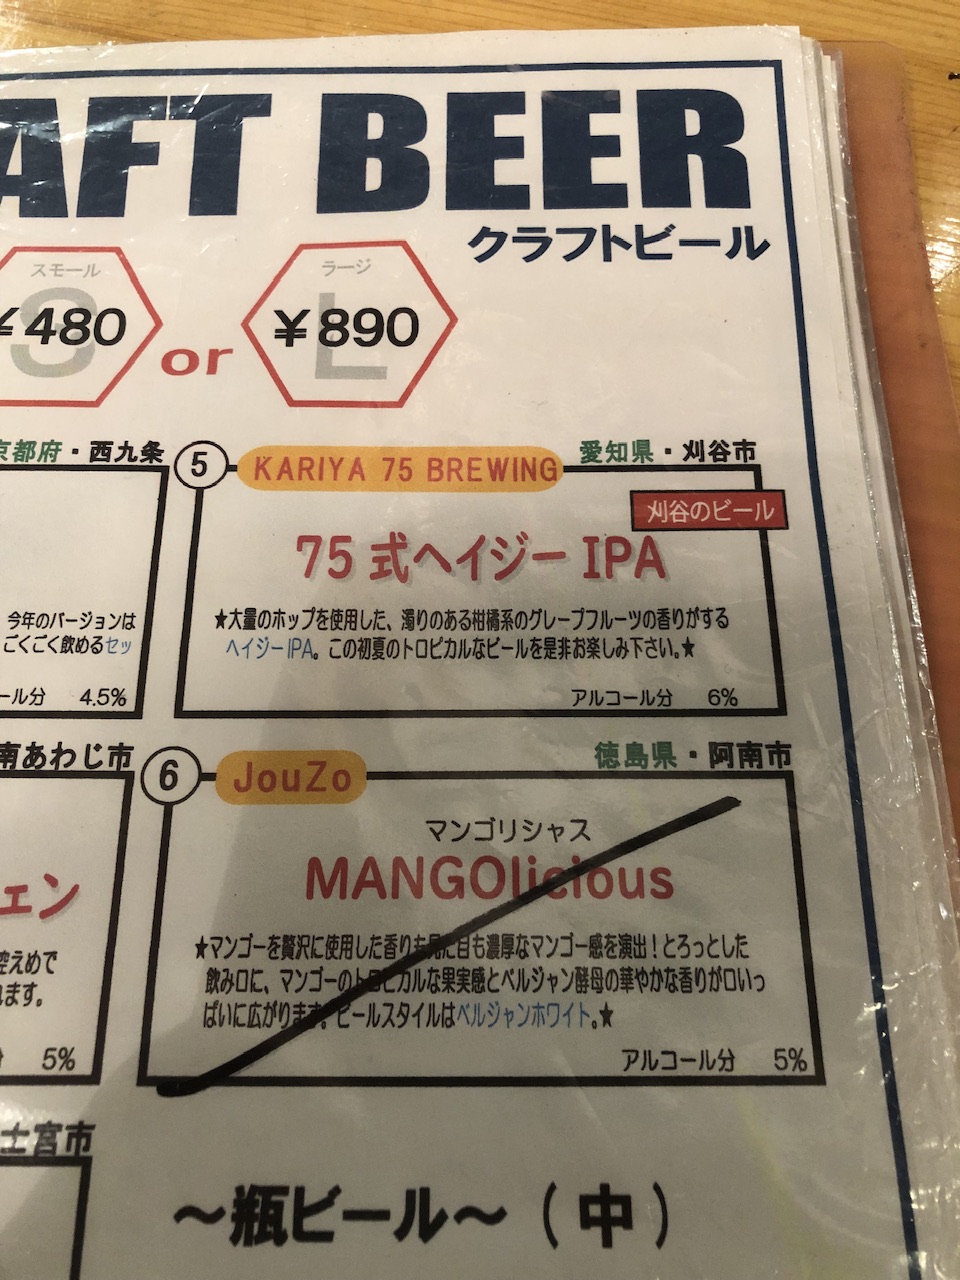 AFT BEER
クラフトビール
スモール
S
¥480
or
ラージ
L
¥890
京都府・西九条
今年のバージョンは
ごくごく飲めるセッ
ール分 4.5%
5
KARIYA 75 BREWING
愛知県・刈谷市
刈谷のビール
75式ヘイジーIPA
★大量のホップを使用した、濁りのある柑橘系のグレープフルーツの香りがする
ヘイジーIPA。この初夏のトロピカルなビールを是非お楽しみ下さい。★
アルコール分 6%
南あわじ市
ェン
控えめで
れます。
分 5%
6
JouZo
徳島県・阿南市
マンゴリシャス
MANGOlicious
★マンゴーを贅沢に使用した香りも見た目も濃厚なマンゴー感を演出！とろっとした
飲み口に、マンゴーのトロピカルな果実感とベルジャン酵母の華やかな香りが口いっ
ぱいに広がります。ビールスタイルはベルジャンホワイト。★
アルコール分 5%
士宮市
〜瓶ビール〜（中）